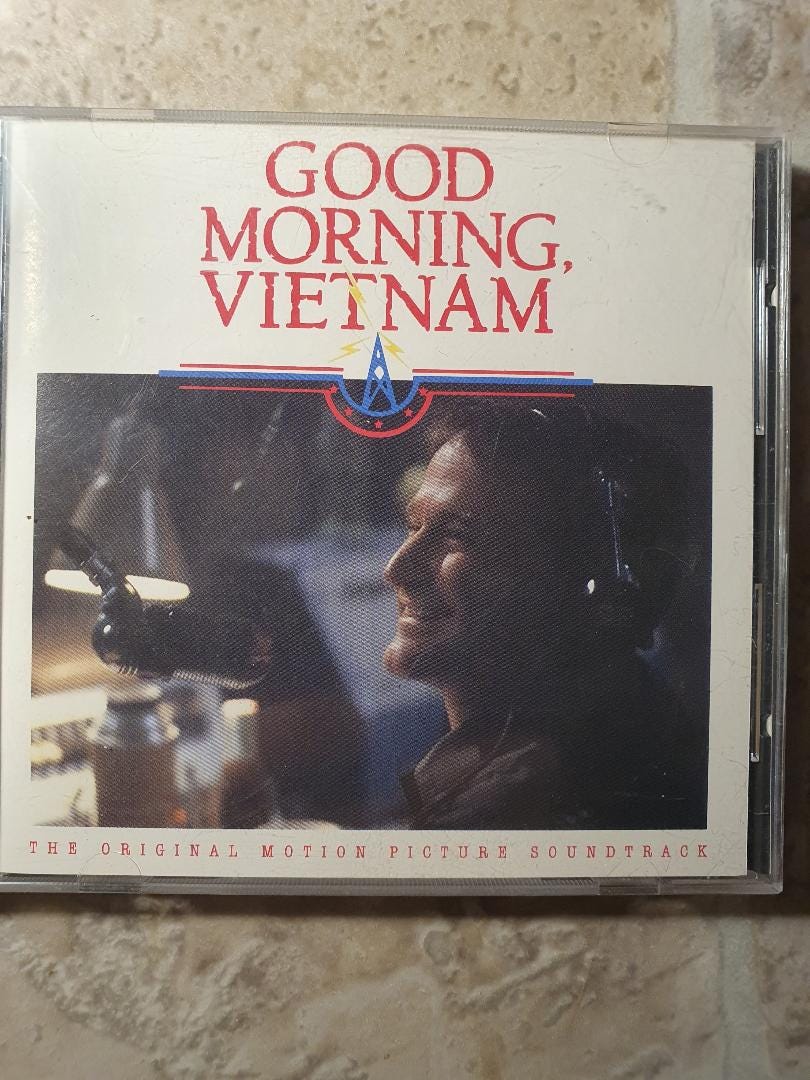 GOOD
MORNING,
VIETNAM
THE ORIGINAL MOTION PICTURE SOUNDTRACK